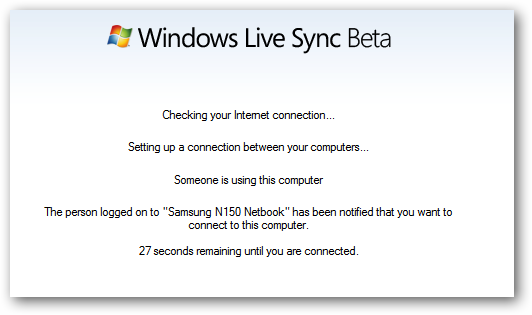 Windows Live Sync Beta
Checking your Internet connection...
Setting up a connection between your computers...
Someone is using this computer
The person logged on to "Samsung N150 Netbook" has been notified that you want to
connect to this computer.
27 seconds remaining until you are connected.